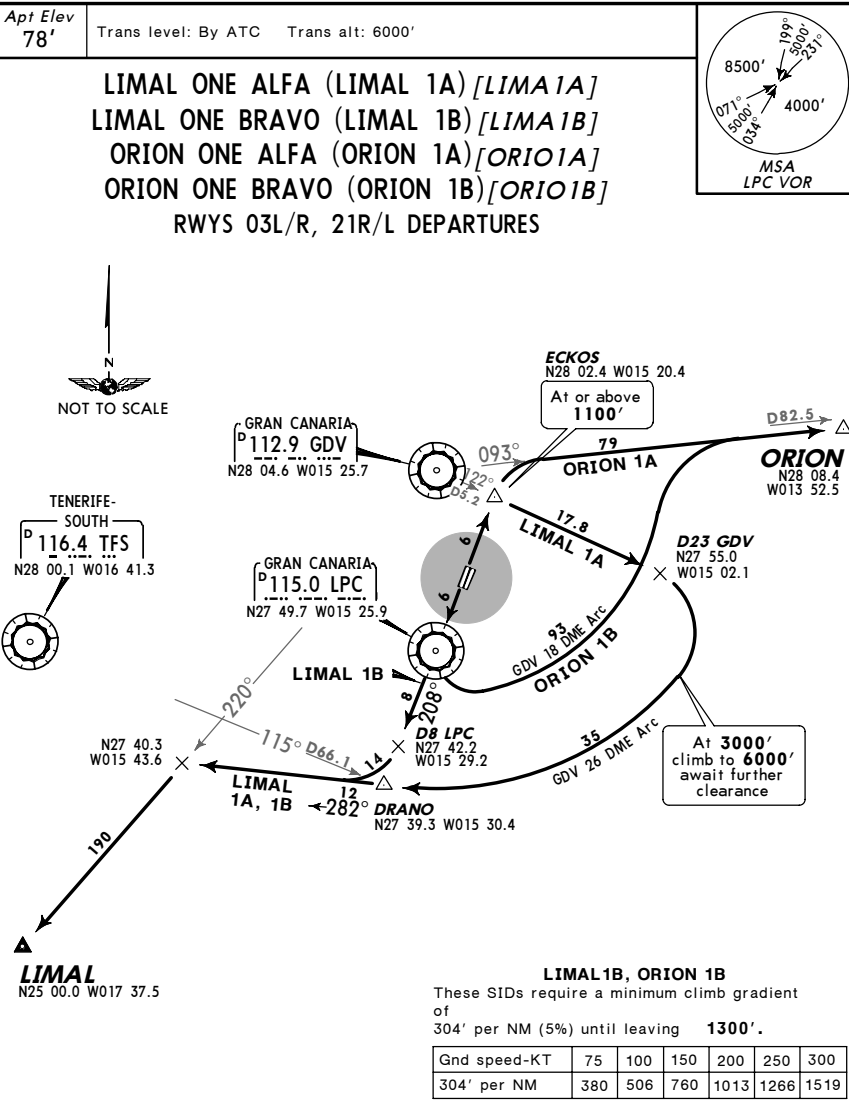 Apt Elev
78'
Trans level: By ATC Trans alt: 6000'
199°
5000'
231°
8500'
071°
5000'
034°
4000'
MSA
LPC VOR
LIMAL ONE ALFA (LIMAL 1A) [LIMA1A]
LIMAL ONE BRAVO (LIMAL 1B) [LIMA1B]
ORION ONE ALFA (ORION 1A) [ORIO1A]
ORION ONE BRAVO (ORION 1B) [ORIO1B]
RWYS 03L/R, 21R/L DEPARTURES
N
NOT TO SCALE
ECKOS
N28 02.4 W015 20.4
At or above
1100'
GRAN CANARIA
D 112.9 GDV
N28 04.6 W015 25.7
093°
122°
D5.2
79
ORION 1A
D82.5
ORION
N28 08.4
W013 52.5
TENERIFE-
SOUTH
D 116.4 TFS
N28 00.1 W016 41.3
17.8
LIMAL 1A
D23 GDV
N27 55.0
W015 02.1
6
6
GRAN CANARIA
D 115.0 LPC
N27 49.7 W015 25.9
93
GDV 18 DME Arc
ORION 1B
LIMAL 1B
8
208°
220°
D8 LPC
N27 42.2
W015 29.2
115° D66.1
14
35
GDV 26 DME Arc
At 3000'
climb to 6000'
await further
clearance
N27 40.3
W015 43.6
LIMAL
1A, 1B
12
282°
DRANO
N27 39.3 W015 30.4
190
LIMAL
N25 00.0 W017 37.5
LIMAL1B, ORION 1B
These SIDs require a minimum climb gradient
of
304' per NM (5%) until leaving 1300'.
Gnd speed-KT 75 100 150 200 250 300
304' per NM 380 506 760 1013 1266 1519